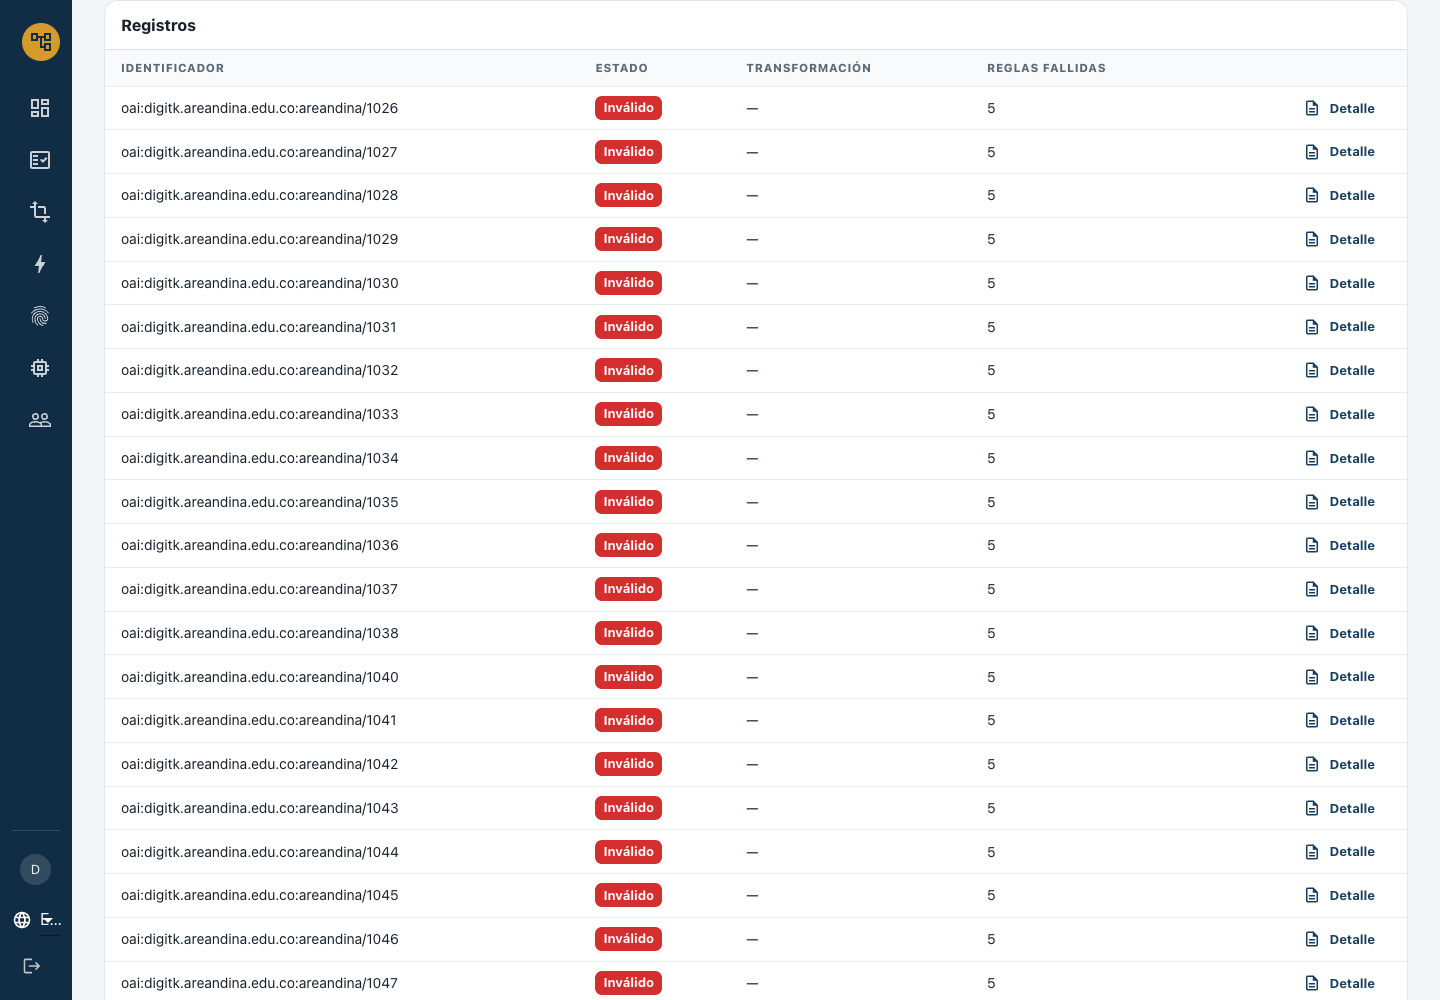 Registros
IDENTIFICADOR ESTADO TRANSFORMACIÓN REGLAS FALLIDAS
oai:digitk.areandina.edu.co:areandina/1026 Inválido — 5 Detalle
oai:digitk.areandina.edu.co:areandina/1027 Inválido — 5 Detalle
oai:digitk.areandina.edu.co:areandina/1028 Inválido — 5 Detalle
oai:digitk.areandina.edu.co:areandina/1029 Inválido — 5 Detalle
oai:digitk.areandina.edu.co:areandina/1030 Inválido — 5 Detalle
oai:digitk.areandina.edu.co:areandina/1031 Inválido — 5 Detalle
oai:digitk.areandina.edu.co:areandina/1032 Inválido — 5 Detalle
oai:digitk.areandina.edu.co:areandina/1033 Inválido — 5 Detalle
oai:digitk.areandina.edu.co:areandina/1034 Inválido — 5 Detalle
oai:digitk.areandina.edu.co:areandina/1035 Inválido — 5 Detalle
oai:digitk.areandina.edu.co:areandina/1036 Inválido — 5 Detalle
oai:digitk.areandina.edu.co:areandina/1037 Inválido — 5 Detalle
oai:digitk.areandina.edu.co:areandina/1038 Inválido — 5 Detalle
oai:digitk.areandina.edu.co:areandina/1040 Inválido — 5 Detalle
oai:digitk.areandina.edu.co:areandina/1041 Inválido — 5 Detalle
oai:digitk.areandina.edu.co:areandina/1042 Inválido — 5 Detalle
oai:digitk.areandina.edu.co:areandina/1043 Inválido — 5 Detalle
oai:digitk.areandina.edu.co:areandina/1044 Inválido — 5 Detalle
oai:digitk.areandina.edu.co:areandina/1045 Inválido — 5 Detalle
oai:digitk.areandina.edu.co:areandina/1046 Inválido — 5 Detalle
oai:digitk.areandina.edu.co:areandina/1047 Inválido — 5 Detalle
D